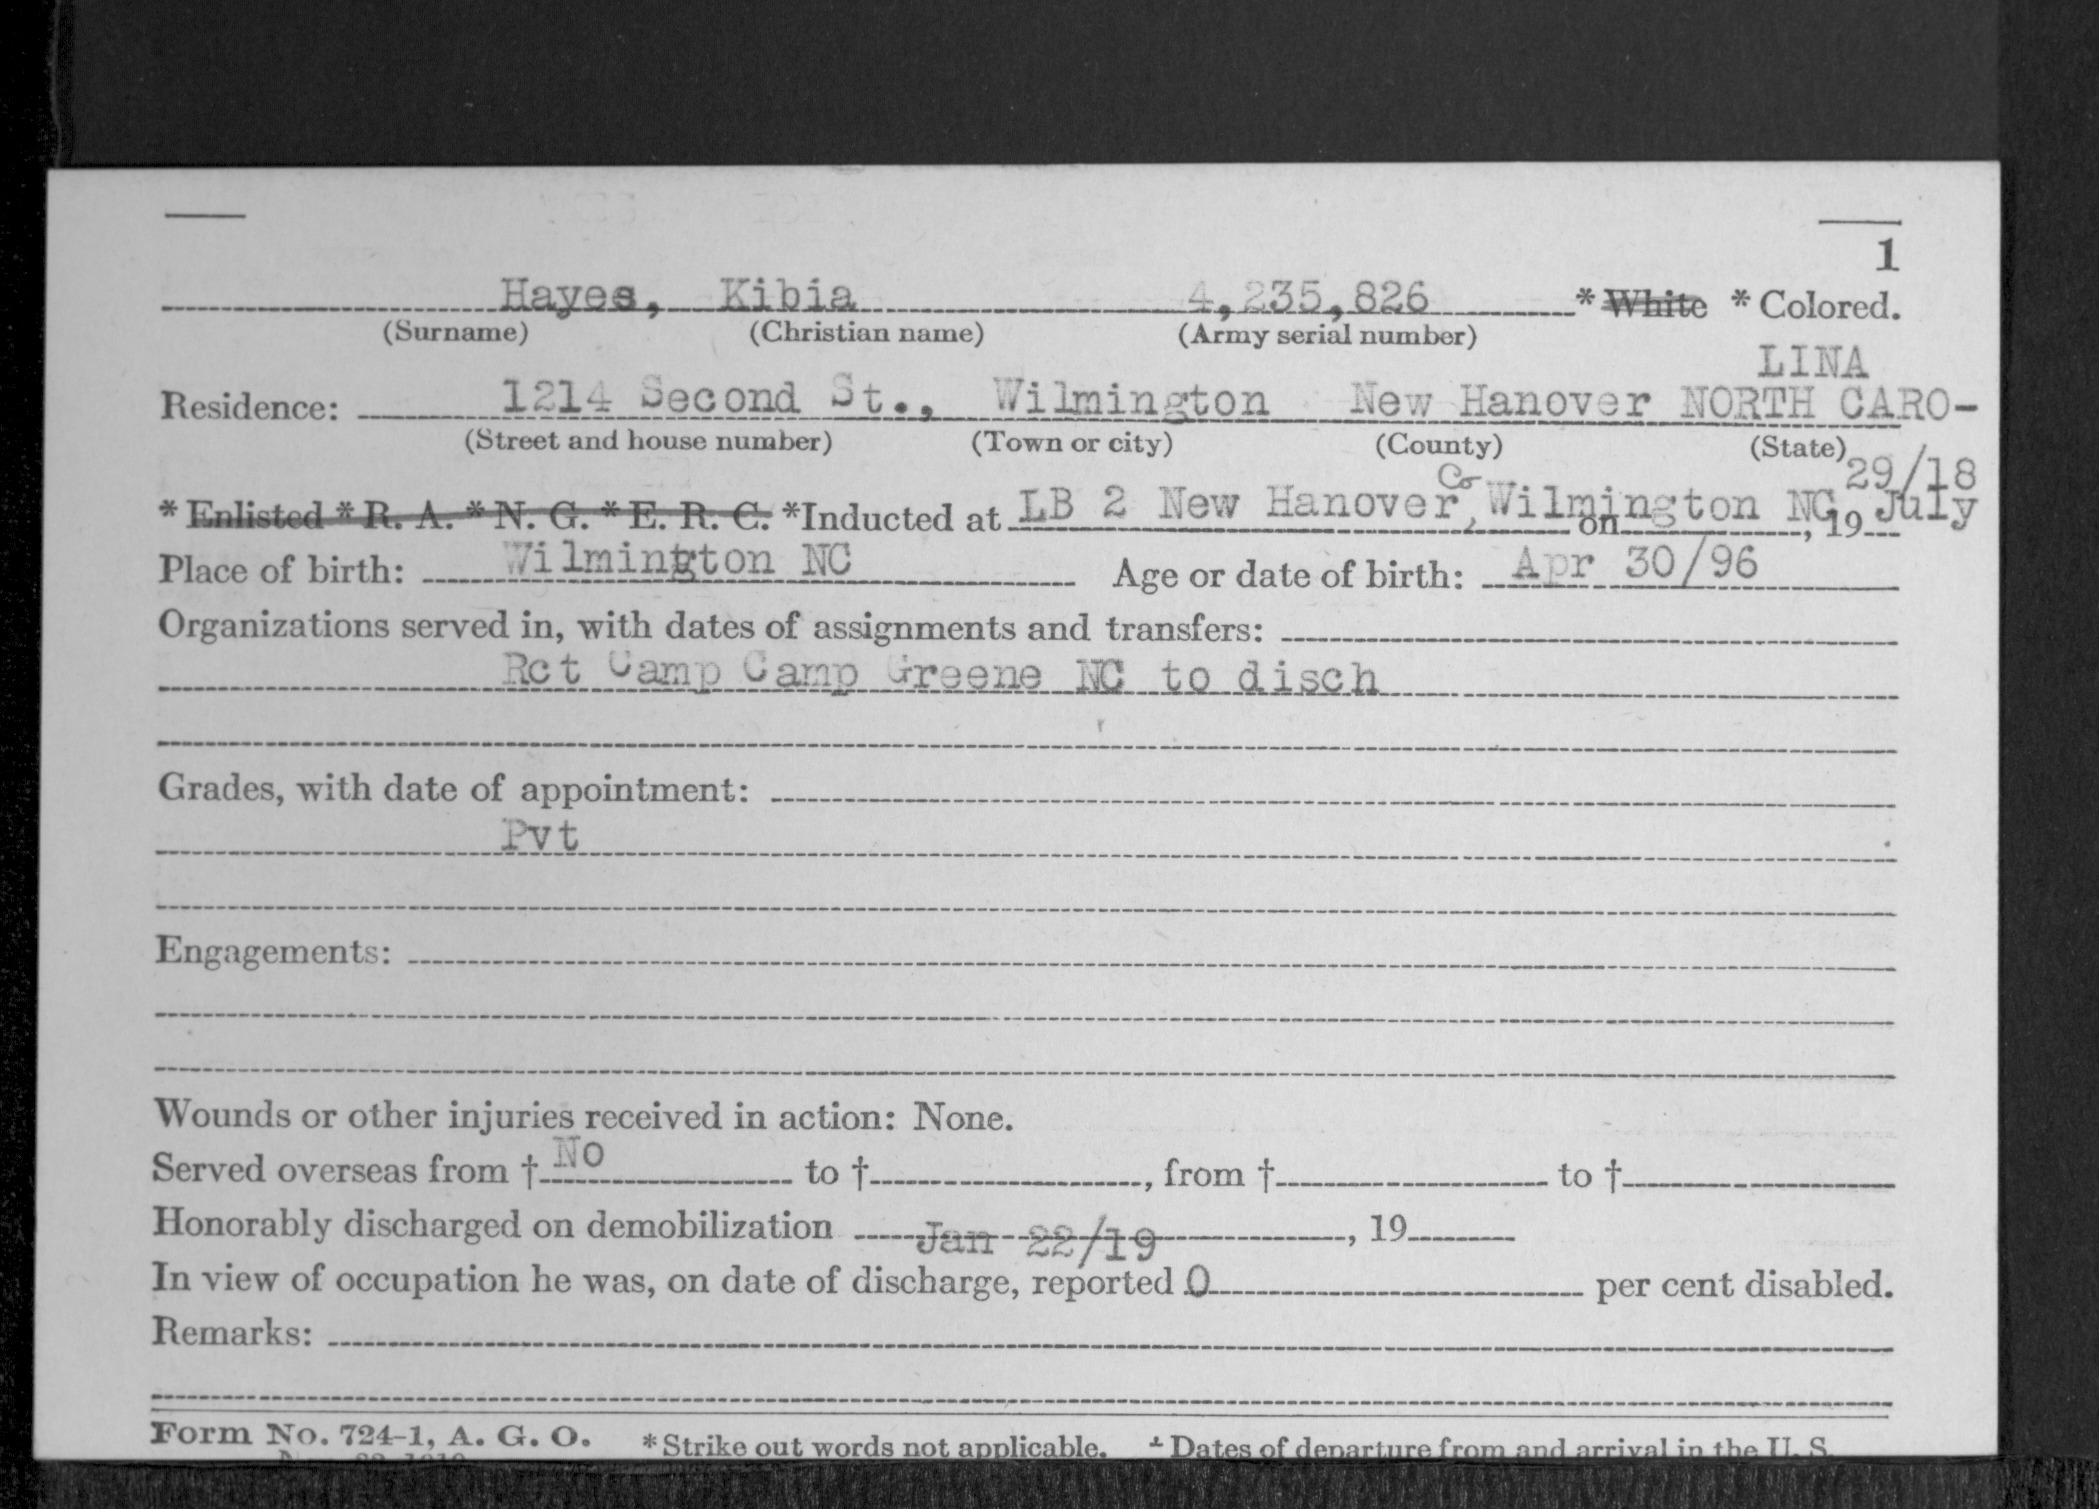 1
Hayes, Kibia 4,235,826 * White * Colored.
(Surname) (Christian name) (Army serial number)
LINA
Residence: 1214 Second St., Wilmington New Hanover NORTH CARO-
(Street and house number) (Town or city) (County) (State)
29/18
* Enlisted * R. A. * N. G. * E. R. C. *Inducted at LB 2 New Hanover Co, Wilmington NC on July, 19
Place of birth: Wilmington NC Age or date of birth: Apr 30/96
Organizations served in, with dates of assignments and transfers:
Rct Camp Camp Greene NC to disch
Grades, with date of appointment:
Pvt
Engagements:
Wounds or other injuries received in action: None.
Served overseas from † NO to †, from † to †
Honorably discharged on demobilization Jan 22/19, 19
In view of occupation he was, on date of discharge, reported 0 per cent disabled.
Remarks:
Form No. 724-1, A. G. O. *Strike out words not applicable. † Dates of departure from and arrival in the U. S.